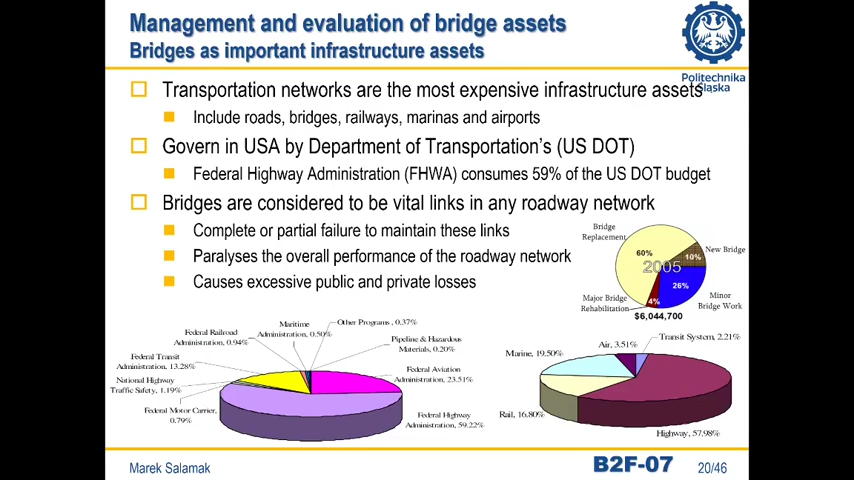 Management and evaluation of bridge assets
Bridges as important infrastructure assets
Politechnika
Śląska
Transportation networks are the most expensive infrastructure assets
Include roads, bridges, railways, marinas and airports
Govern in USA by Department of Transportation's (US DOT)
Federal Highway Administration (FHWA) consumes 59% of the US DOT budget
Bridges are considered to be vital links in any roadway network
Complete or partial failure to maintain these links
Paralyses the overall performance of the roadway network
Causes excessive public and private losses
Bridge
Replacement
60%
New Bridge
10%
2005
26%
Minor
Bridge Work
4%
Major Bridge
Rehabilitation
$6,044,700
Maritime
Administration, 0.50%
Other Programs, 0.37%
Federal Railroad
Administration, 0.94%
Pipeline & Hazardous
Materials, 0.20%
Federal Transit
Administration, 13.28%
Federal Aviation
Administration, 23.51%
National Highway
Traffic Safety, 1.19%
Federal Motor Carrier,
0.79%
Federal Highway
Administration, 59.22%
Air, 3.51%
Transit System, 2.21%
Marine, 19.50%
Rail, 16.80%
Highway, 57.98%
Marek Salamak
B2F-07
20/46